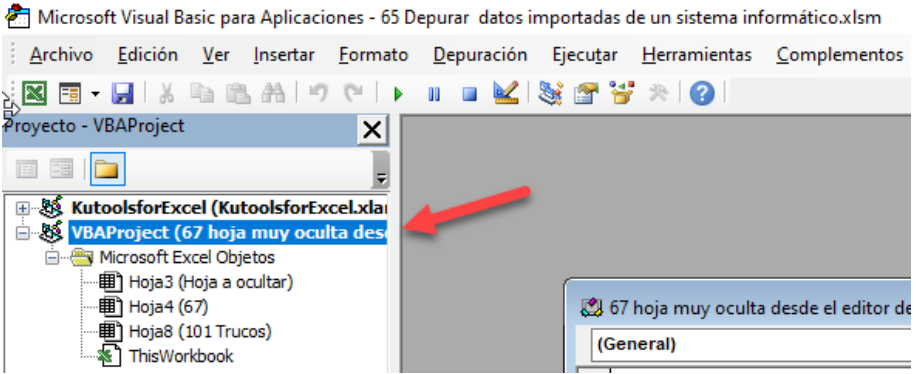 Microsoft Visual Basic para Aplicaciones - 65 Depurar datos importadas de un sistema informático.xlsm
Archivo Edición Ver Insertar Formato Depuración Ejecutar Herramientas Complementos
Proyecto - VBAProject
KutoolsforExcel (KutoolsforExcel.xla
VBAProject (67 hoja muy oculta des
Microsoft Excel Objetos
Hoja3 (Hoja a ocultar)
Hoja4 (67)
Hoja8 (101 Trucos)
ThisWorkbook
67 hoja muy oculta desde el editor de
(General)